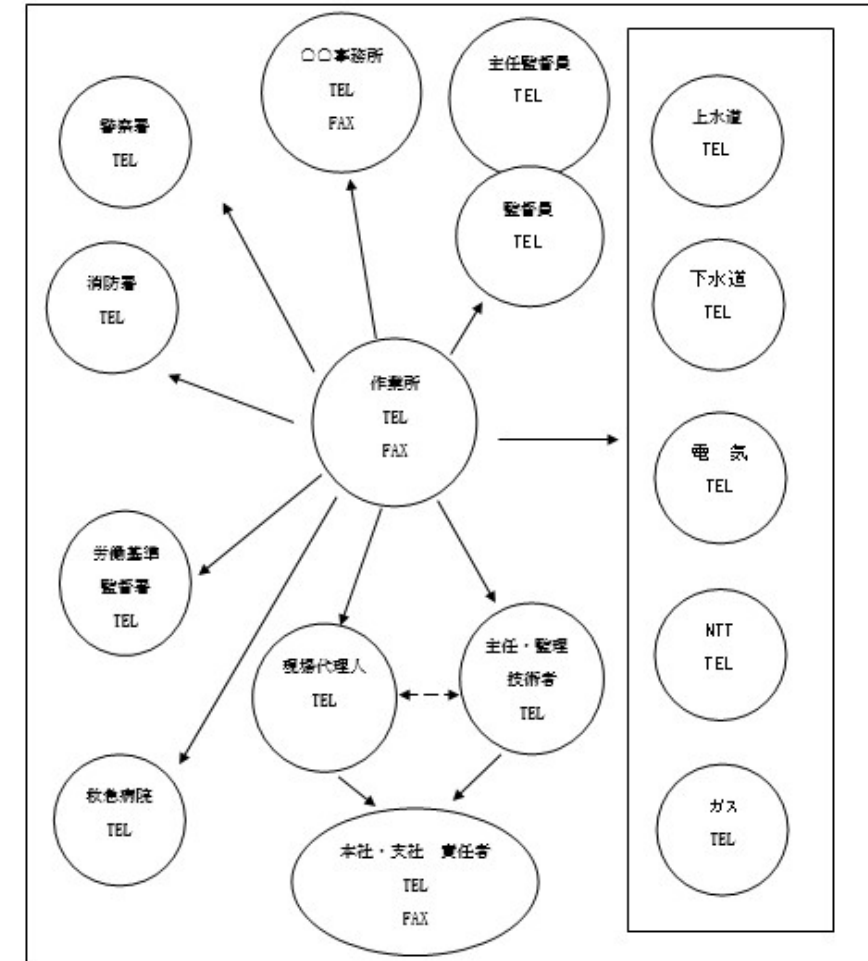 〇〇事務所
TEL
FAX
主任監督員
TEL
警察署
TEL
上水道
TEL
監督員
TEL
消防署
TEL
下水道
TEL
作業所
TEL
FAX
電　気
TEL
労働基準
監督署
TEL
現場代理人
TEL
主任・監理
技術者
TEL
NTT
TEL
救急病院
TEL
ガス
TEL
本社・支社　責任者
TEL
FAX